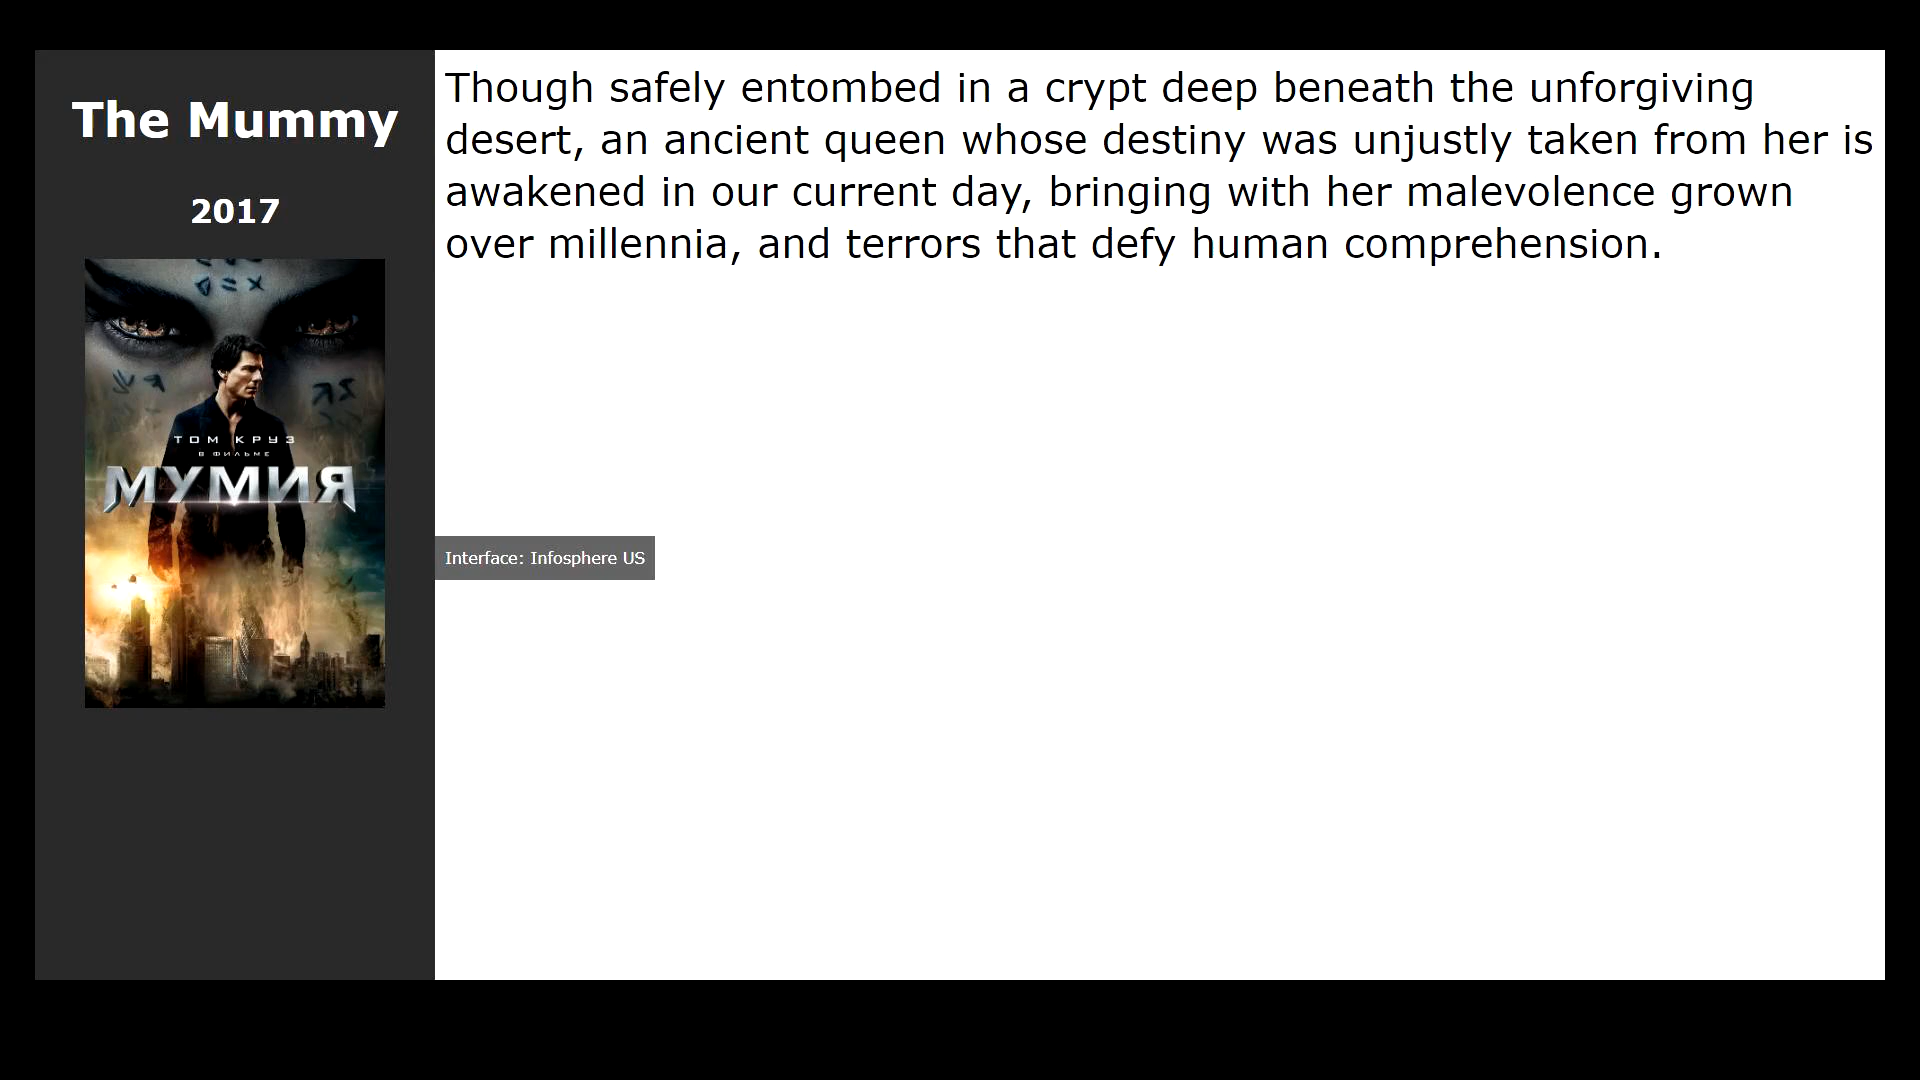 The Mummy
2017
ТОМ КРУЗ
В ФИЛЬМЕ
МУМИЯ
Though safely entombed in a crypt deep beneath the unforgiving
desert, an ancient queen whose destiny was unjustly taken from her is
awakened in our current day, bringing with her malevolence grown
over millennia, and terrors that defy human comprehension.
Interface: Infosphere US